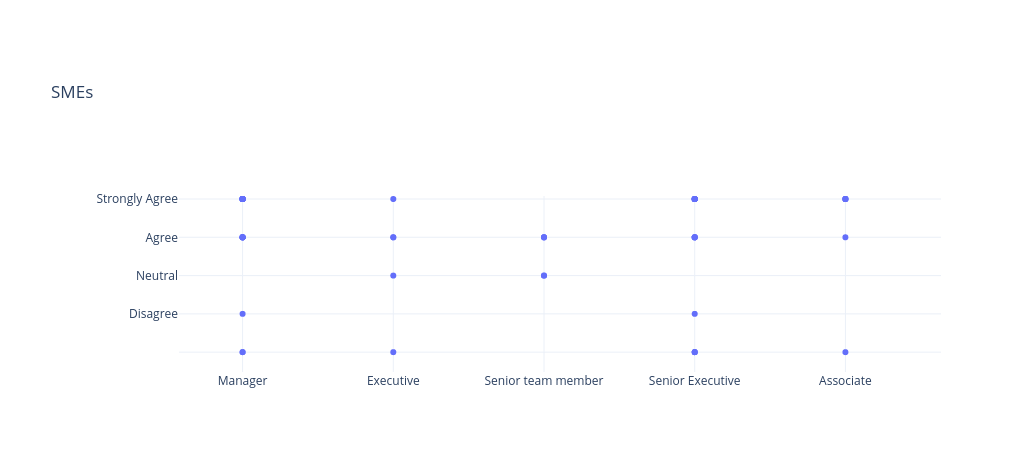 SMEs
Strongly Agree
Agree
Neutral
Disagree
Manager Executive Senior team member Senior Executive Associate